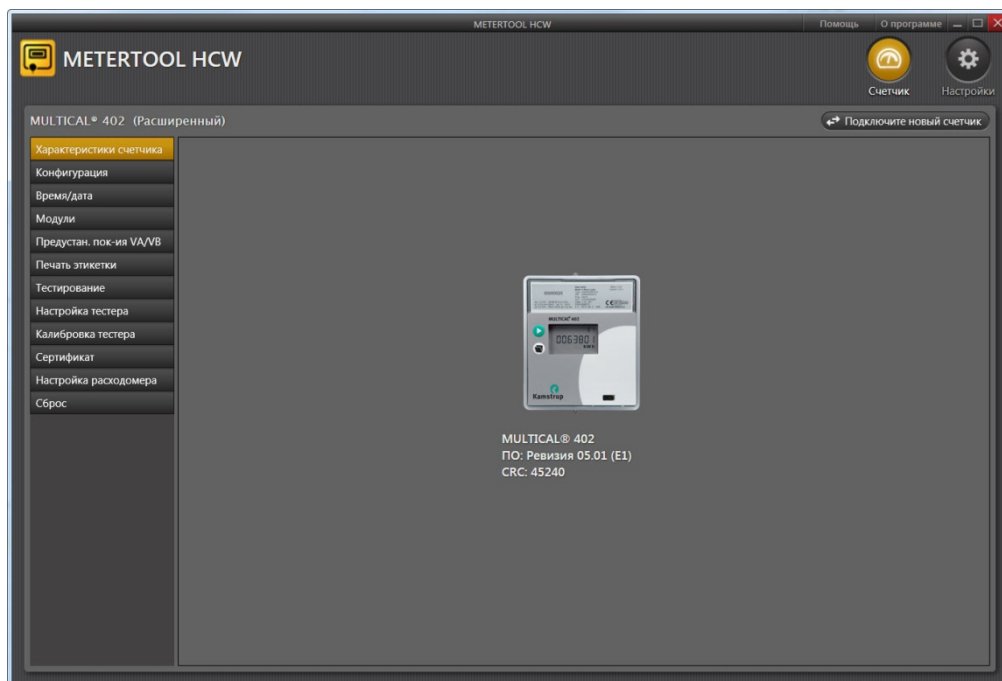 METERTOOL HCW
Помощь
О программе
METERTOOL HCW
Счетчик
Настройки
MULTICAL® 402 (Расширенный)
Подключите новый счетчик
Характеристики счетчика
Конфигурация
Время/дата
Модули
Предустан. пок-ия VA/VB
Печать этикетки
Тестирование
Настройка тестера
Калибровка тестера
Сертификат
Настройка расходомера
Сброс
MULTICAL® 402
0063801
Kamstrup
MULTICAL® 402
ПО: Ревизия 05.01 (E1)
CRC: 45240